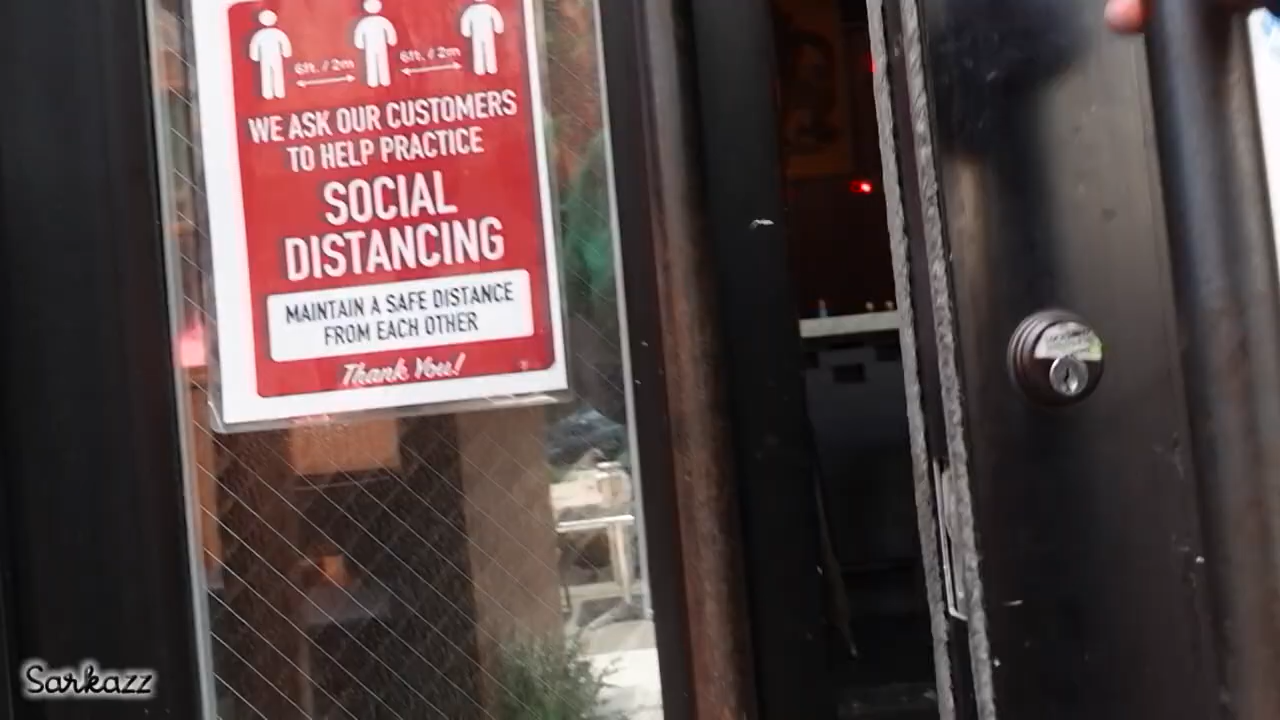 6ft. / 2m 6ft. / 2m
WE ASK OUR CUSTOMERS
TO HELP PRACTICE
SOCIAL
DISTANCING
MAINTAIN A SAFE DISTANCE
FROM EACH OTHER
Thank You!
Sarkazz